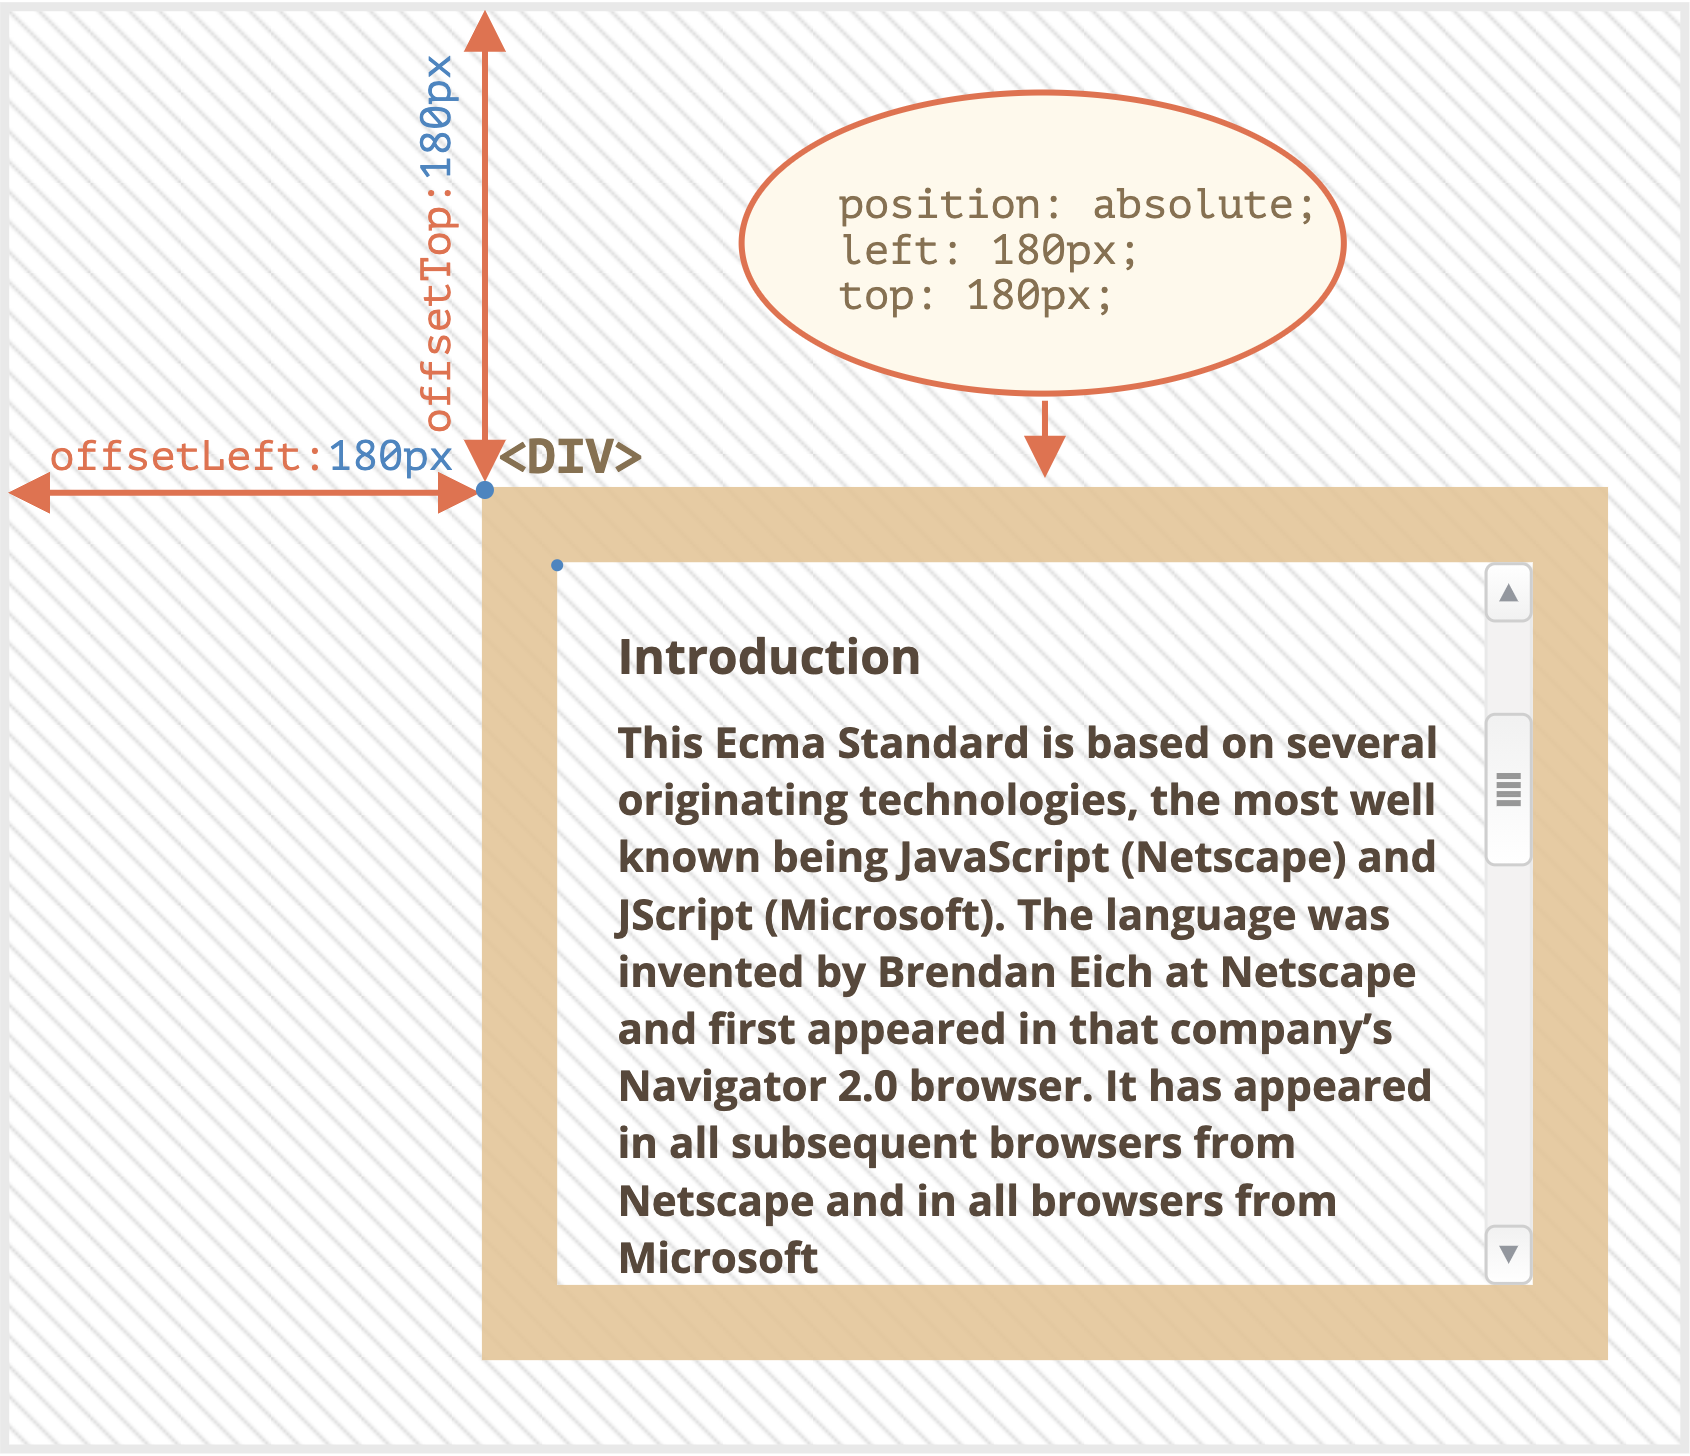 offsetTop:180px
position: absolute;
left: 180px;
top: 180px;
offsetLeft:180px
<DIV>
Introduction
This Ecma Standard is based on several
originating technologies, the most well
known being JavaScript (Netscape) and
JScript (Microsoft). The language was
invented by Brendan Eich at Netscape
and first appeared in that company’s
Navigator 2.0 browser. It has appeared
in all subsequent browsers from
Netscape and in all browsers from
Microsoft